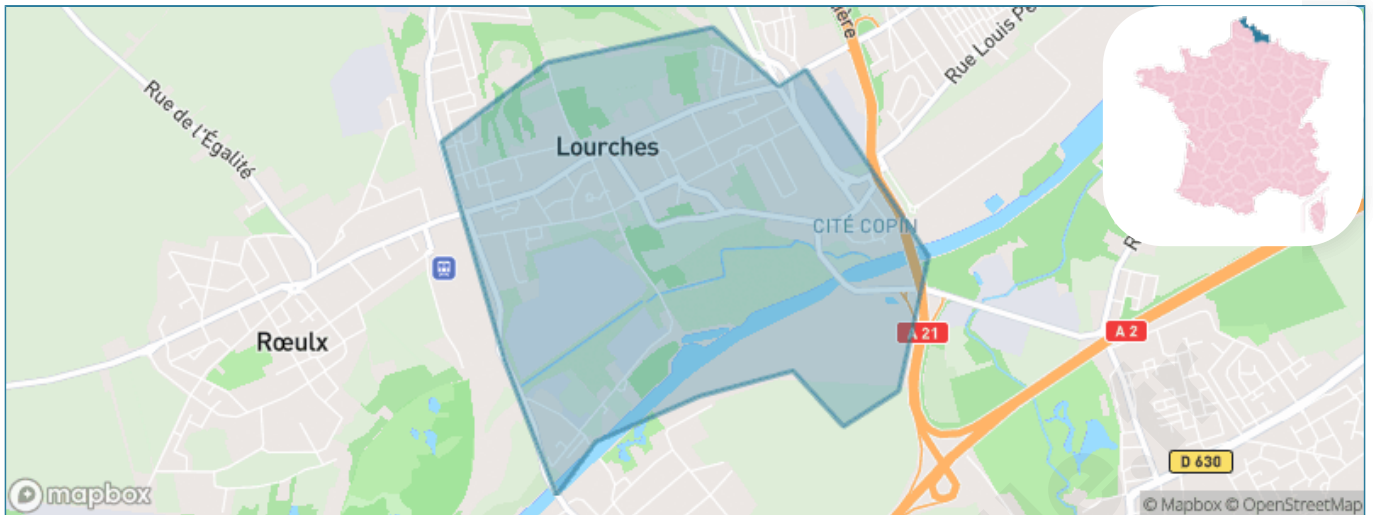 Rue de l'Égalité
Rue Louis Pe
Lourches
CITÉ COPIN
Rœulx
A 21
A 2
D 630
mapbox
© Mapbox © OpenStreetMap